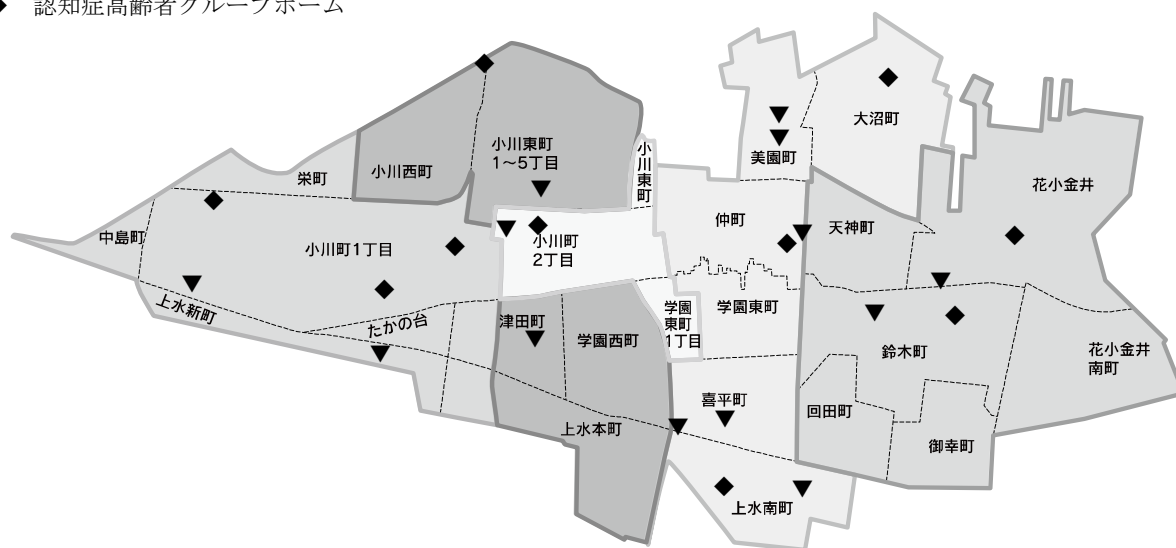 ◆ 認知症高齢者グループホーム
大沼町
小川東町
1~5丁目
小川東町
美園町
栄町
小川西町
花小金井
中島町
小川町1丁目
小川町
2丁目
仲町
天神町
上水新町
たかの台
津田町
学園西町
学園
東町
1丁目
学園東町
鈴木町
花小金井
南町
喜平町
回田町
上水本町
御幸町
上水南町